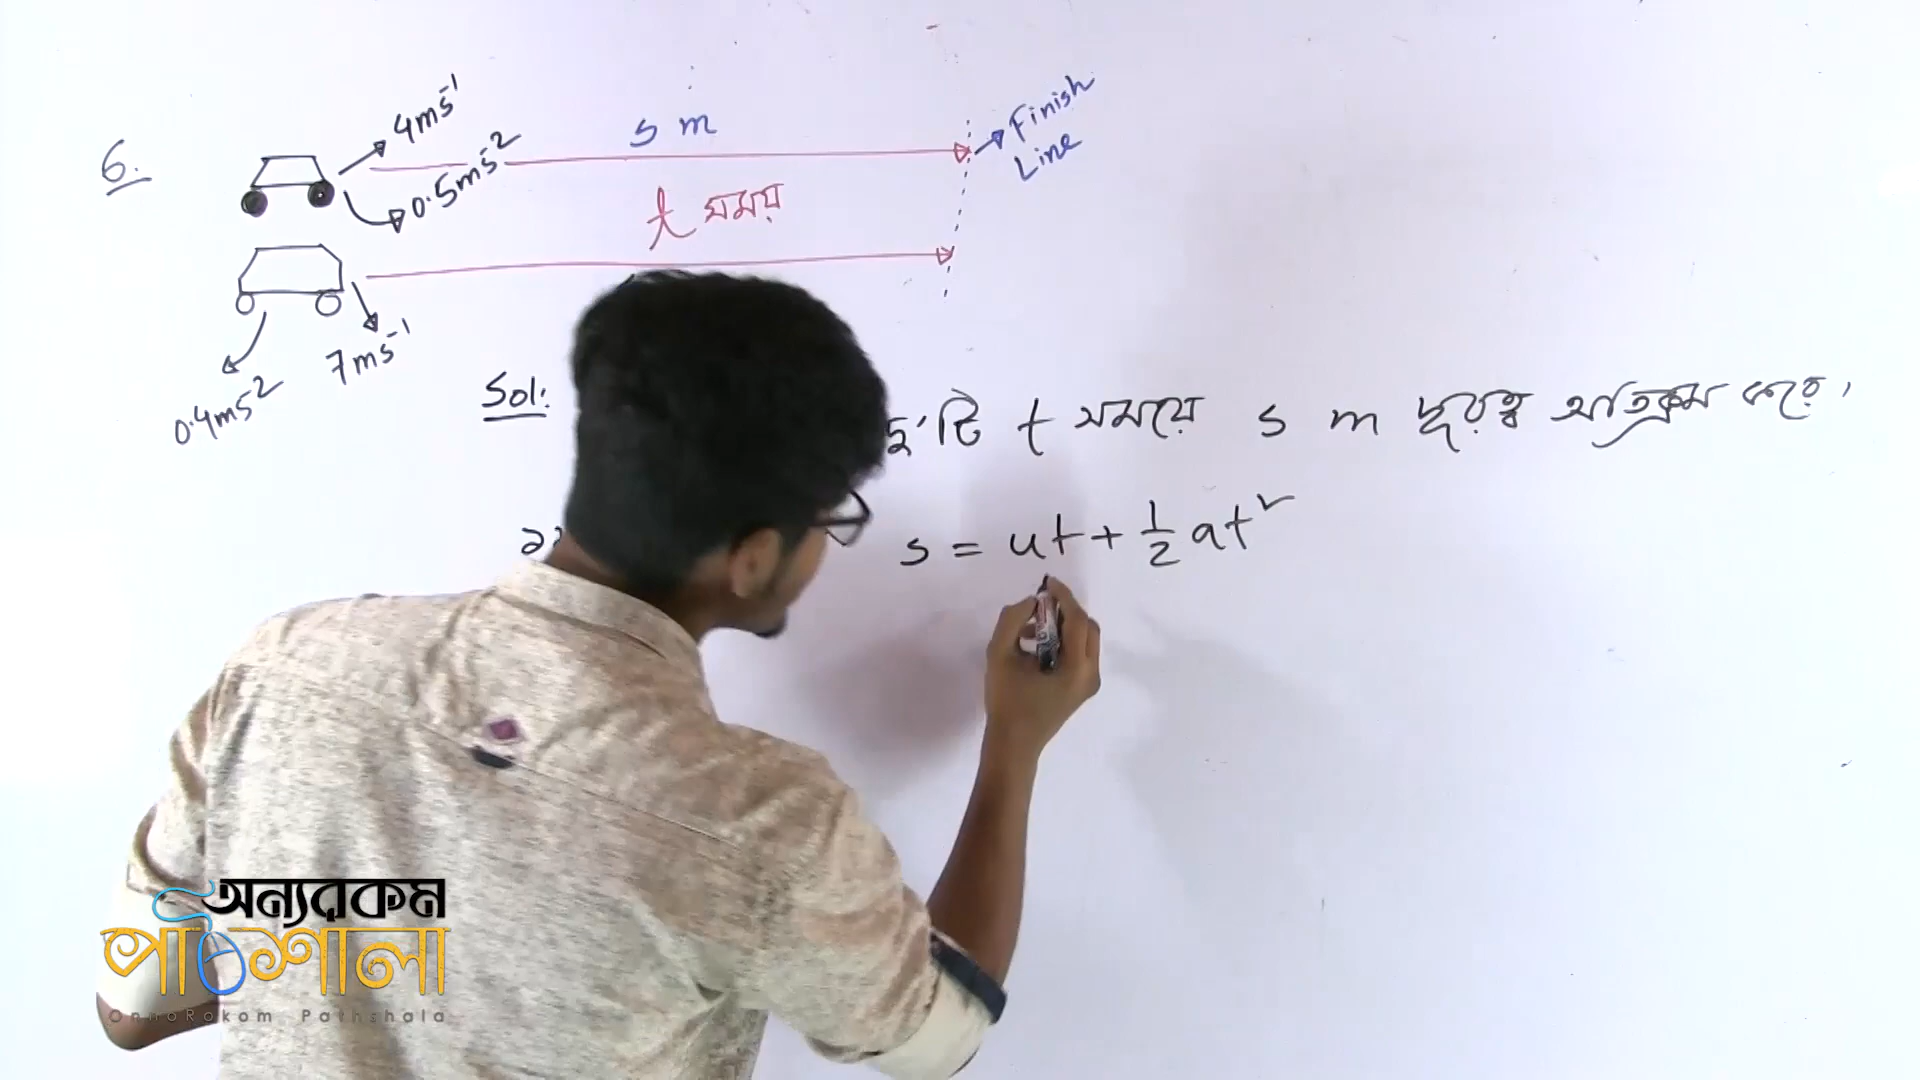 6.
4ms⁻¹
0.5ms⁻²
s m
Finish
Line
t সময়
7ms⁻¹
0.4ms⁻²
Sol:
দু'টি t সময়ে s m দূরত্ব অতিক্রম করে।
১ম
s = ut + 1/2 at²
অন্যরকম
পাঠশালা
OnnoRokom Pathshala